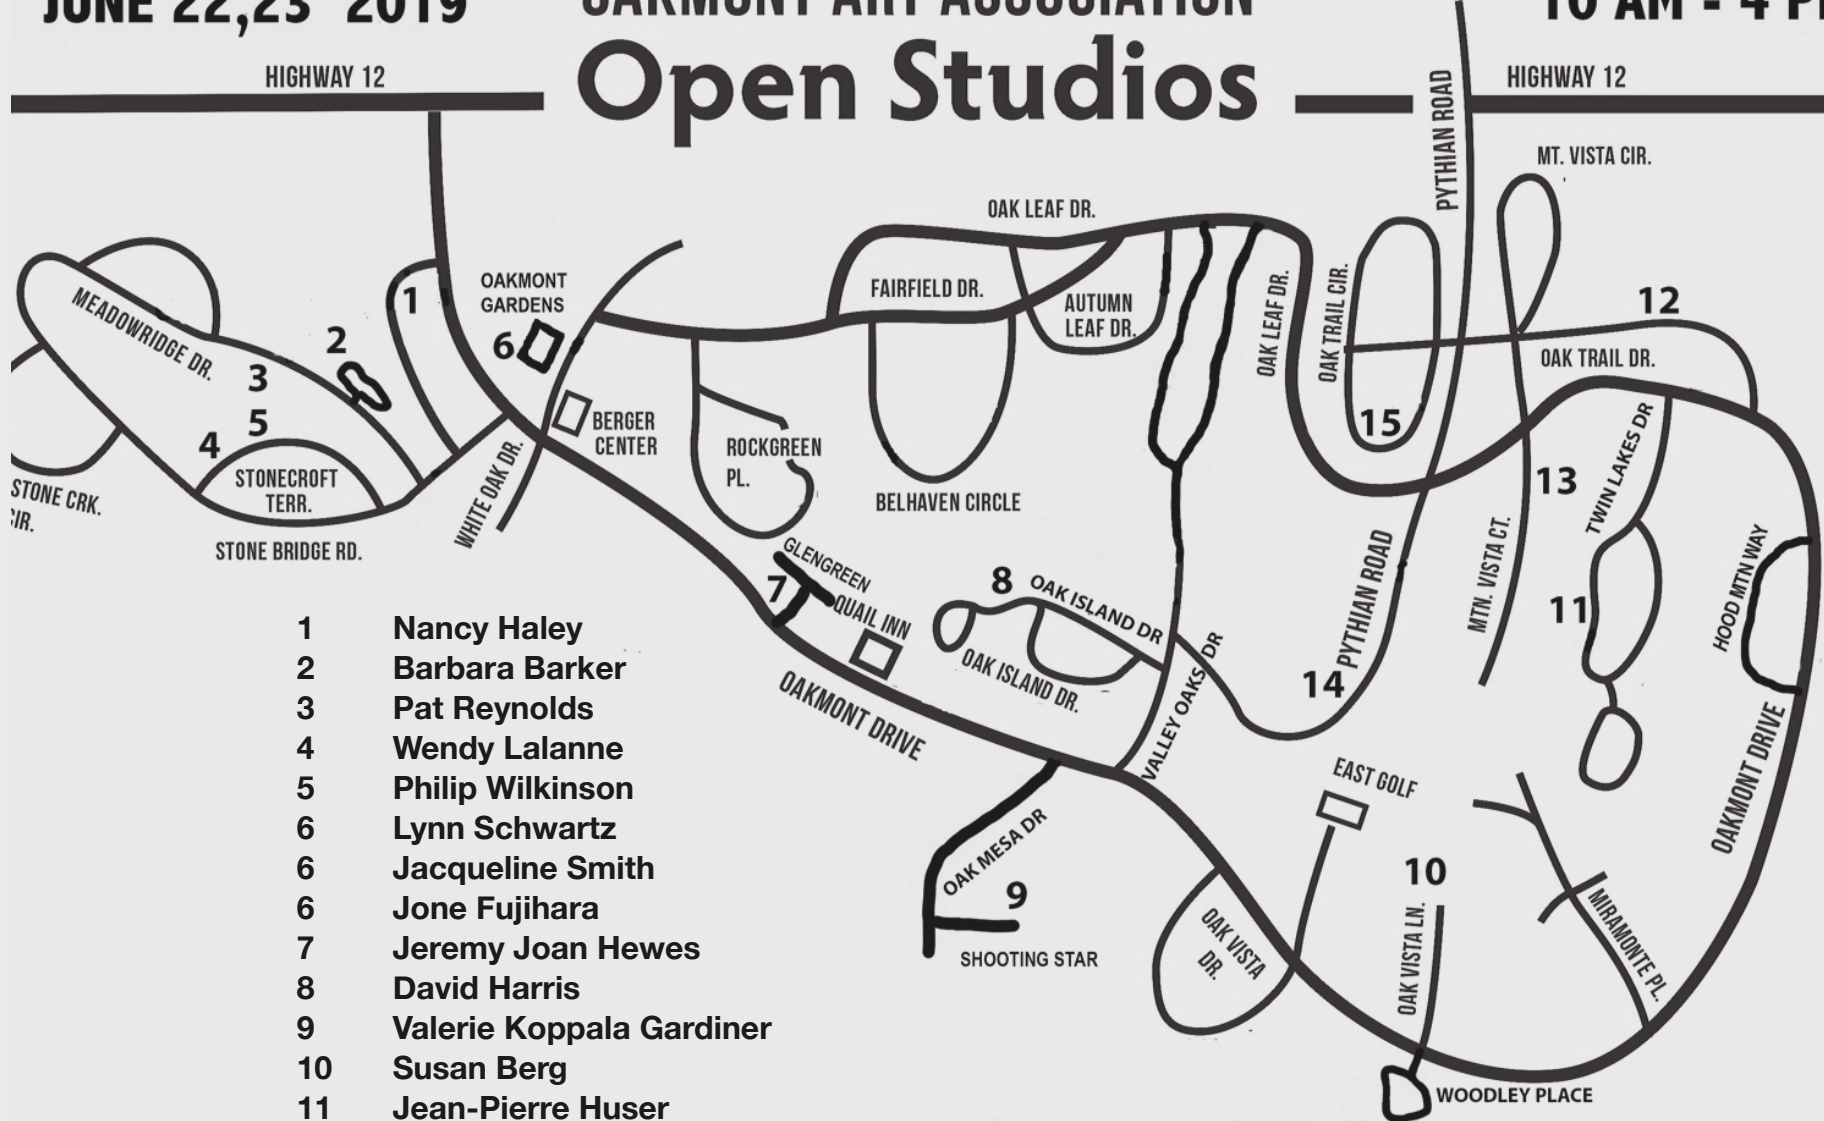 JUNE 22,23 2019
OAKMONT ART ASSOCIATION
10 AM - 4 P
Open Studios
HIGHWAY 12
HIGHWAY 12
PYTHIAN ROAD
MT. VISTA CIR.
OAK LEAF DR.
OAKMONT
GARDENS
FAIRFIELD DR.
AUTUMN
LEAF DR.
OAK LEAF DR.
OAK TRAIL CIR.
12
OAK TRAIL DR.
MEADOWRIDGE DR.
1
2
3
4
5
6
BERGER
CENTER
ROCKGREEN
PL.
BELHAVEN CIRCLE
15
13
TWIN LAKES DR
STONECROFT
TERR.
STONE CRK.
IR.
STONE BRIDGE RD.
WHITE OAK DR.
GLENGREEN
7
QUAIL INN
8
OAK ISLAND DR
OAK ISLAND DR.
VALLEY OAKS DR
PYTHIAN ROAD
14
MTN. VISTA CT.
11
HOOD MTN WAY
OAKMONT DRIVE
OAKMONT DRIVE
EAST GOLF
OAK MESA DR
9
SHOOTING STAR
OAK VISTA
DR.
10
OAK VISTA LN.
MIRAMONTE PL.
WOODLEY PLACE
1 Nancy Haley
2 Barbara Barker
3 Pat Reynolds
4 Wendy Lalanne
5 Philip Wilkinson
6 Lynn Schwartz
6 Jacqueline Smith
6 Jone Fujihara
7 Jeremy Joan Hewes
8 David Harris
9 Valerie Koppala Gardiner
10 Susan Berg
11 Jean-Pierre Huser